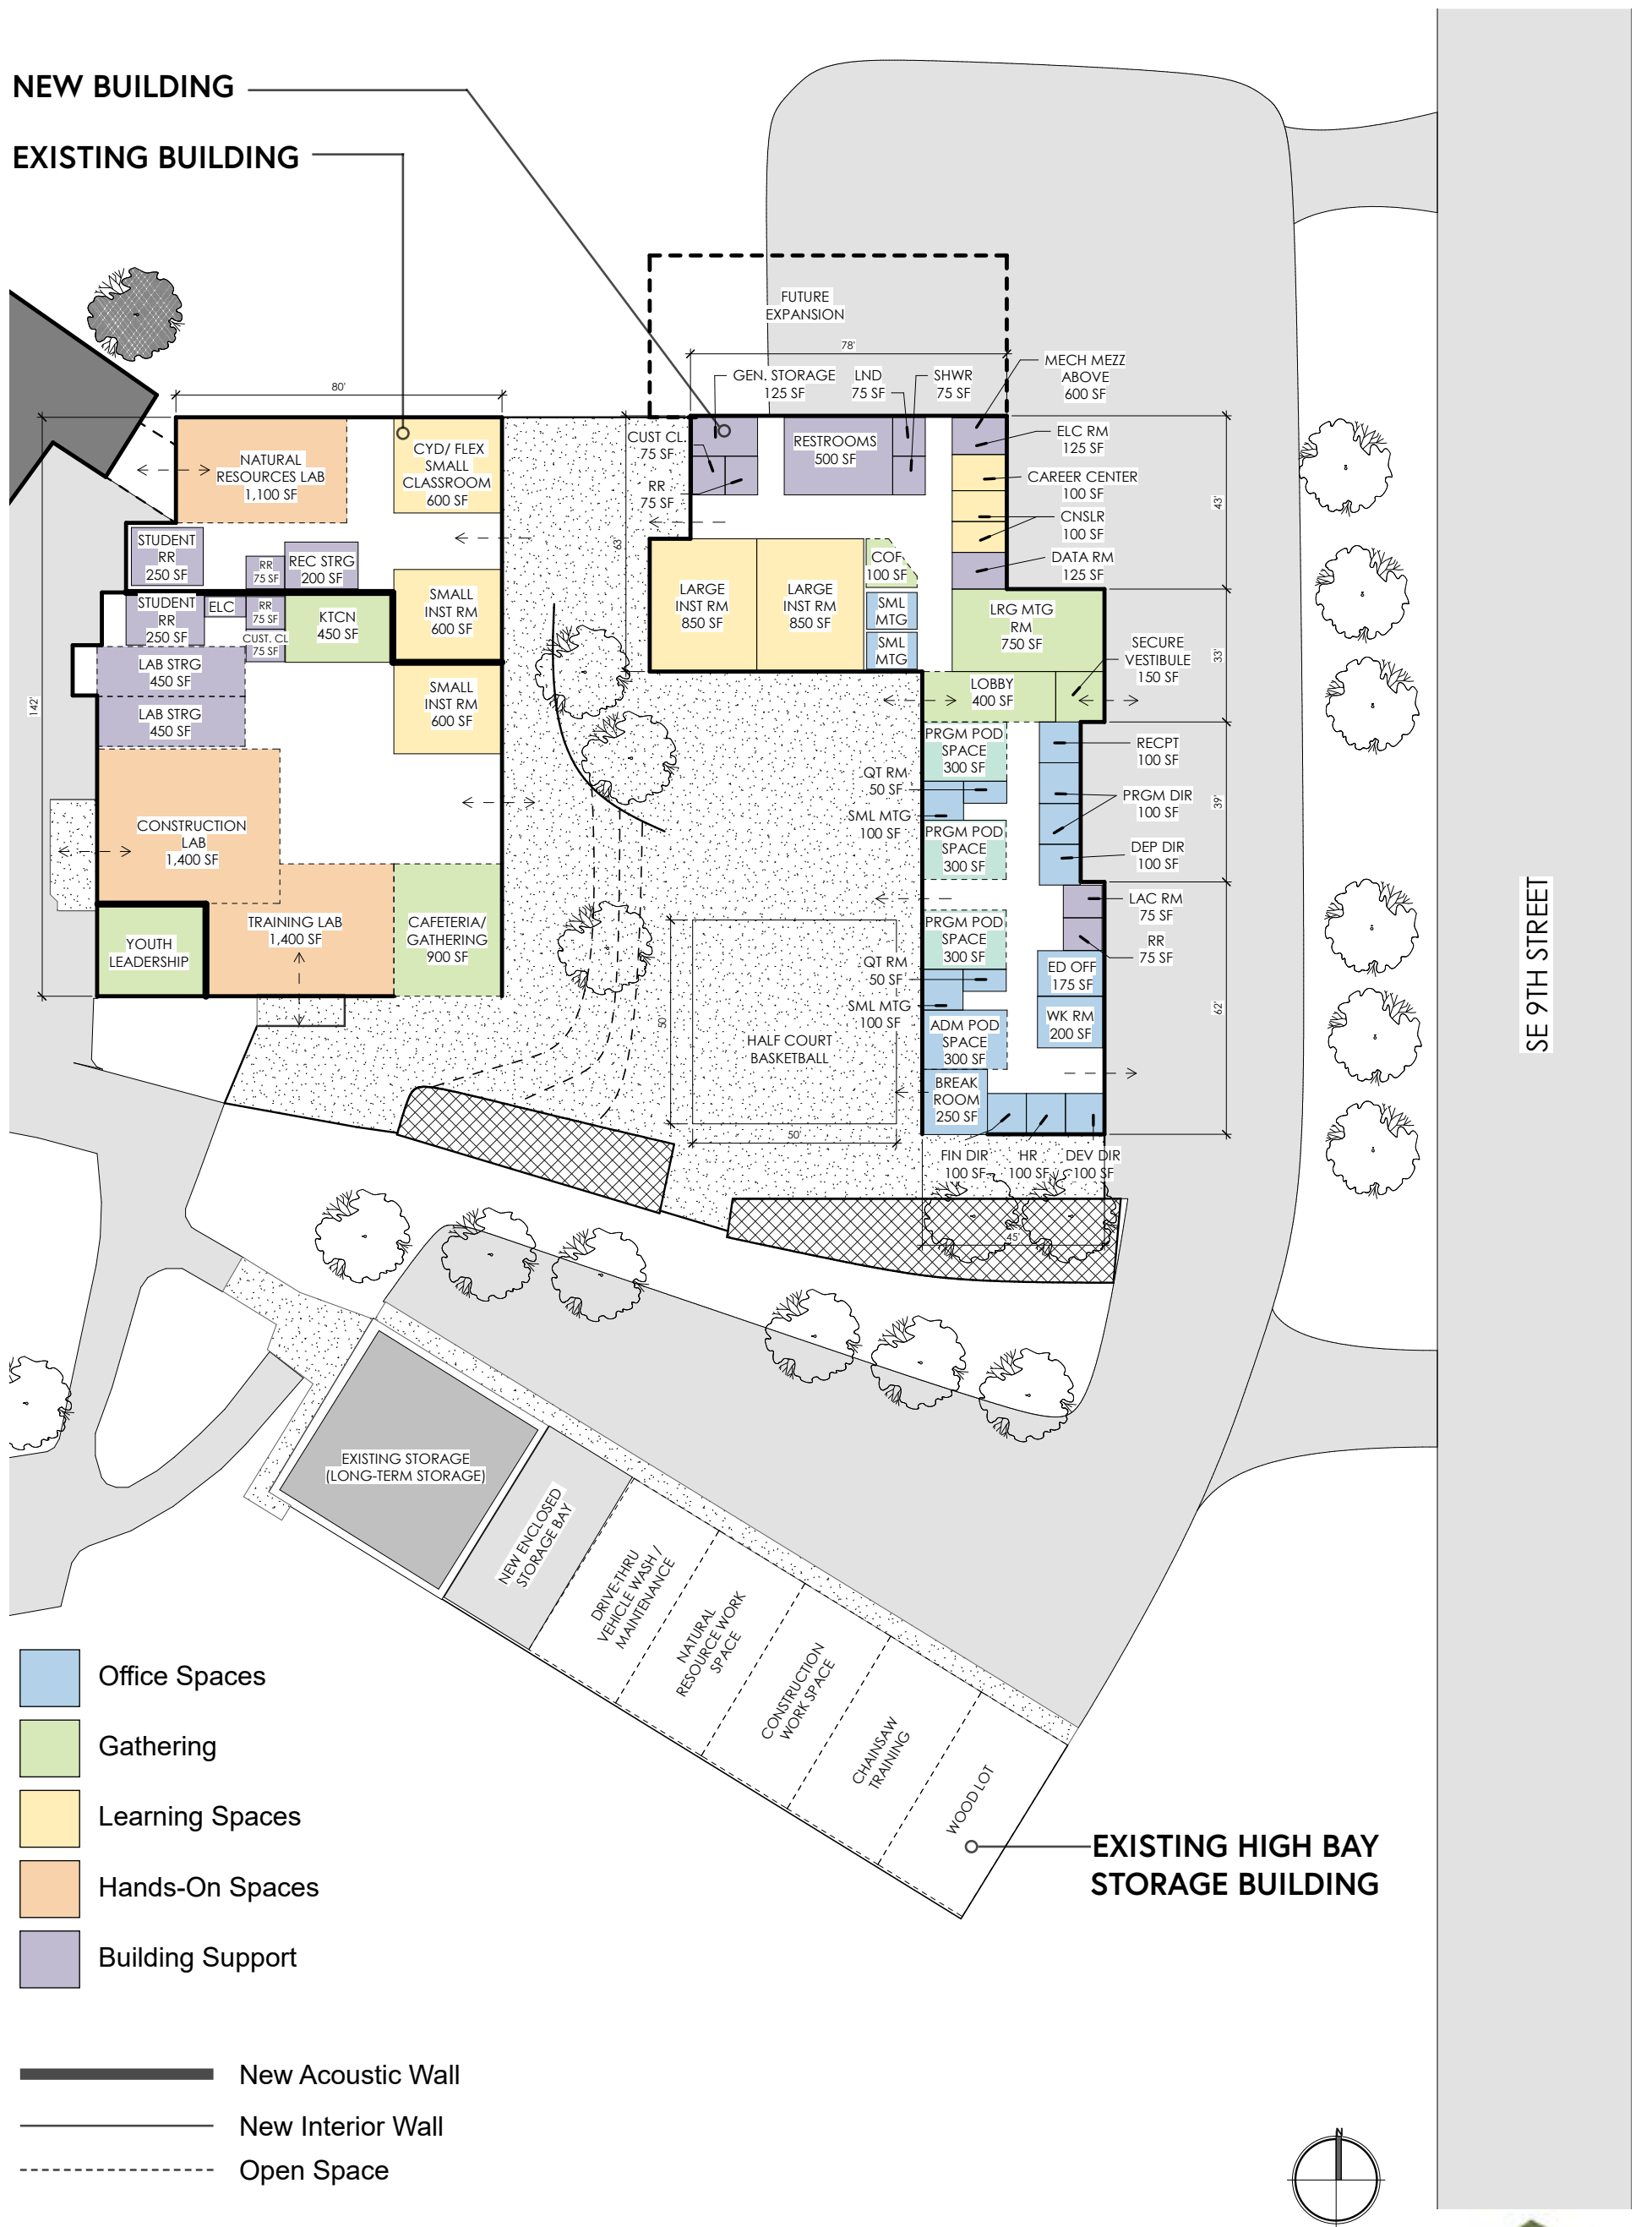 NEW BUILDING
EXISTING BUILDING
FUTURE
EXPANSION
78'
80'
GEN. STORAGE
125 SF
LND
75 SF
SHWR
75 SF
MECH MEZZ
ABOVE
600 SF
CUST CL.
75 SF
RR
75 SF
RESTROOMS
500 SF
ELC RM
125 SF
CAREER CENTER
100 SF
CNSLR
100 SF
DATA RM
125 SF
43'
NATURAL
RESOURCES LAB
1,100 SF
CYD/ FLEX
SMALL
CLASSROOM
600 SF
STUDENT
RR
250 SF
RR
75 SF
REC STRG
200 SF
63'
LARGE
INST RM
850 SF
LARGE
INST RM
850 SF
COF
100 SF
SML
MTG
SML
MTG
LRG MTG
RM
750 SF
33'
SECURE
VESTIBULE
150 SF
LOBBY
400 SF
STUDENT
RR
250 SF
ELC
RR
75 SF
CUST. CL
75 SF
KTCN
450 SF
SMALL
INST RM
600 SF
LAB STRG
450 SF
LAB STRG
450 SF
SMALL
INST RM
600 SF
142'
PRGM POD
SPACE
300 SF
RECPT
100 SF
QT RM
50 SF
SML MTG
100 SF
PRGM DIR
100 SF
39'
PRGM POD
SPACE
300 SF
DEP DIR
100 SF
CONSTRUCTION
LAB
1,400 SF
TRAINING LAB
1,400 SF
CAFETERIA/
GATHERING
900 SF
YOUTH
LEADERSHIP
PRGM POD
SPACE
300 SF
LAC RM
75 SF
RR
75 SF
QT RM
50 SF
SML MTG
100 SF
ED OFF
175 SF
WK RM
200 SF
62'
ADM POD
SPACE
300 SF
50'
HALF COURT
BASKETBALL
50'
BREAK
ROOM
250 SF
FIN DIR
100 SF
HR
100 SF
DEV DIR
100 SF
45'
SE 9TH STREET
EXISTING STORAGE
(LONG-TERM STORAGE)
NEW ENCLOSED
STORAGE BAY
DRIVE-THRU
VEHICLE WASH /
MAINTENANCE
NATURAL
RESOURCE WORK
SPACE
CONSTRUCTION
WORK SPACE
CHAINSAW
TRAINING
WOOD LOT
EXISTING HIGH BAY
STORAGE BUILDING
Office Spaces
Gathering
Learning Spaces
Hands-On Spaces
Building Support
New Acoustic Wall
New Interior Wall
Open Space
N